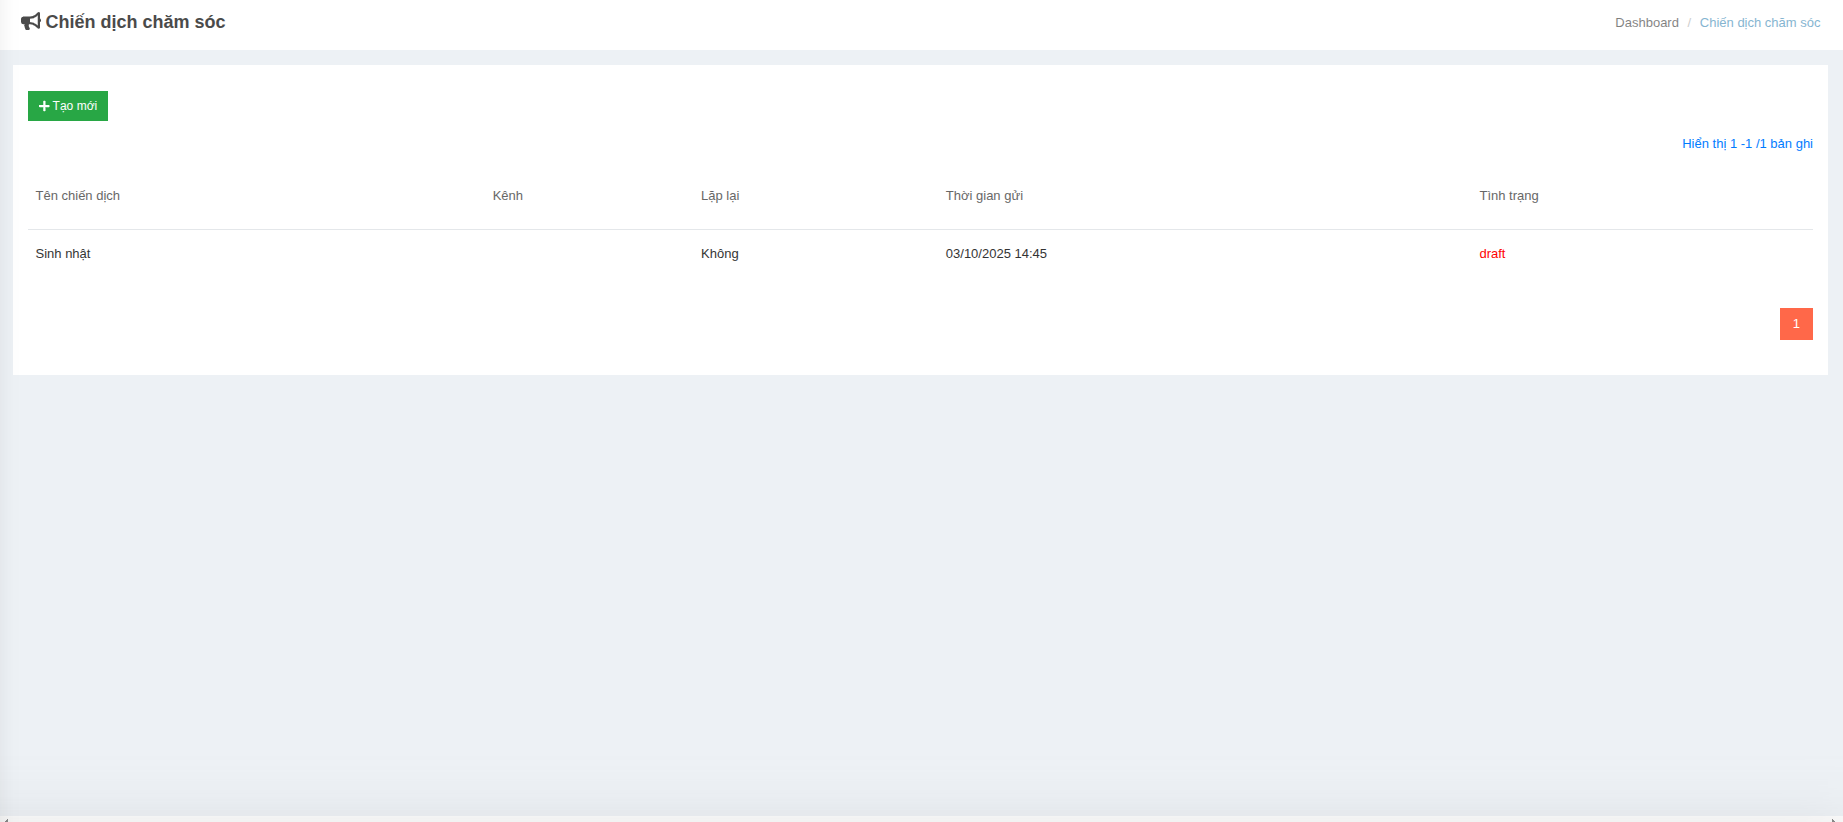 Chiến dịch chăm sóc
Dashboard / Chiến dịch chăm sóc
Tạo mới
Hiển thị 1 -1 /1 bản ghi
Tên chiến dịch Kênh Lặp lại Thời gian gửi Tình trạng
Sinh nhật Không 03/10/2025 14:45 draft
1